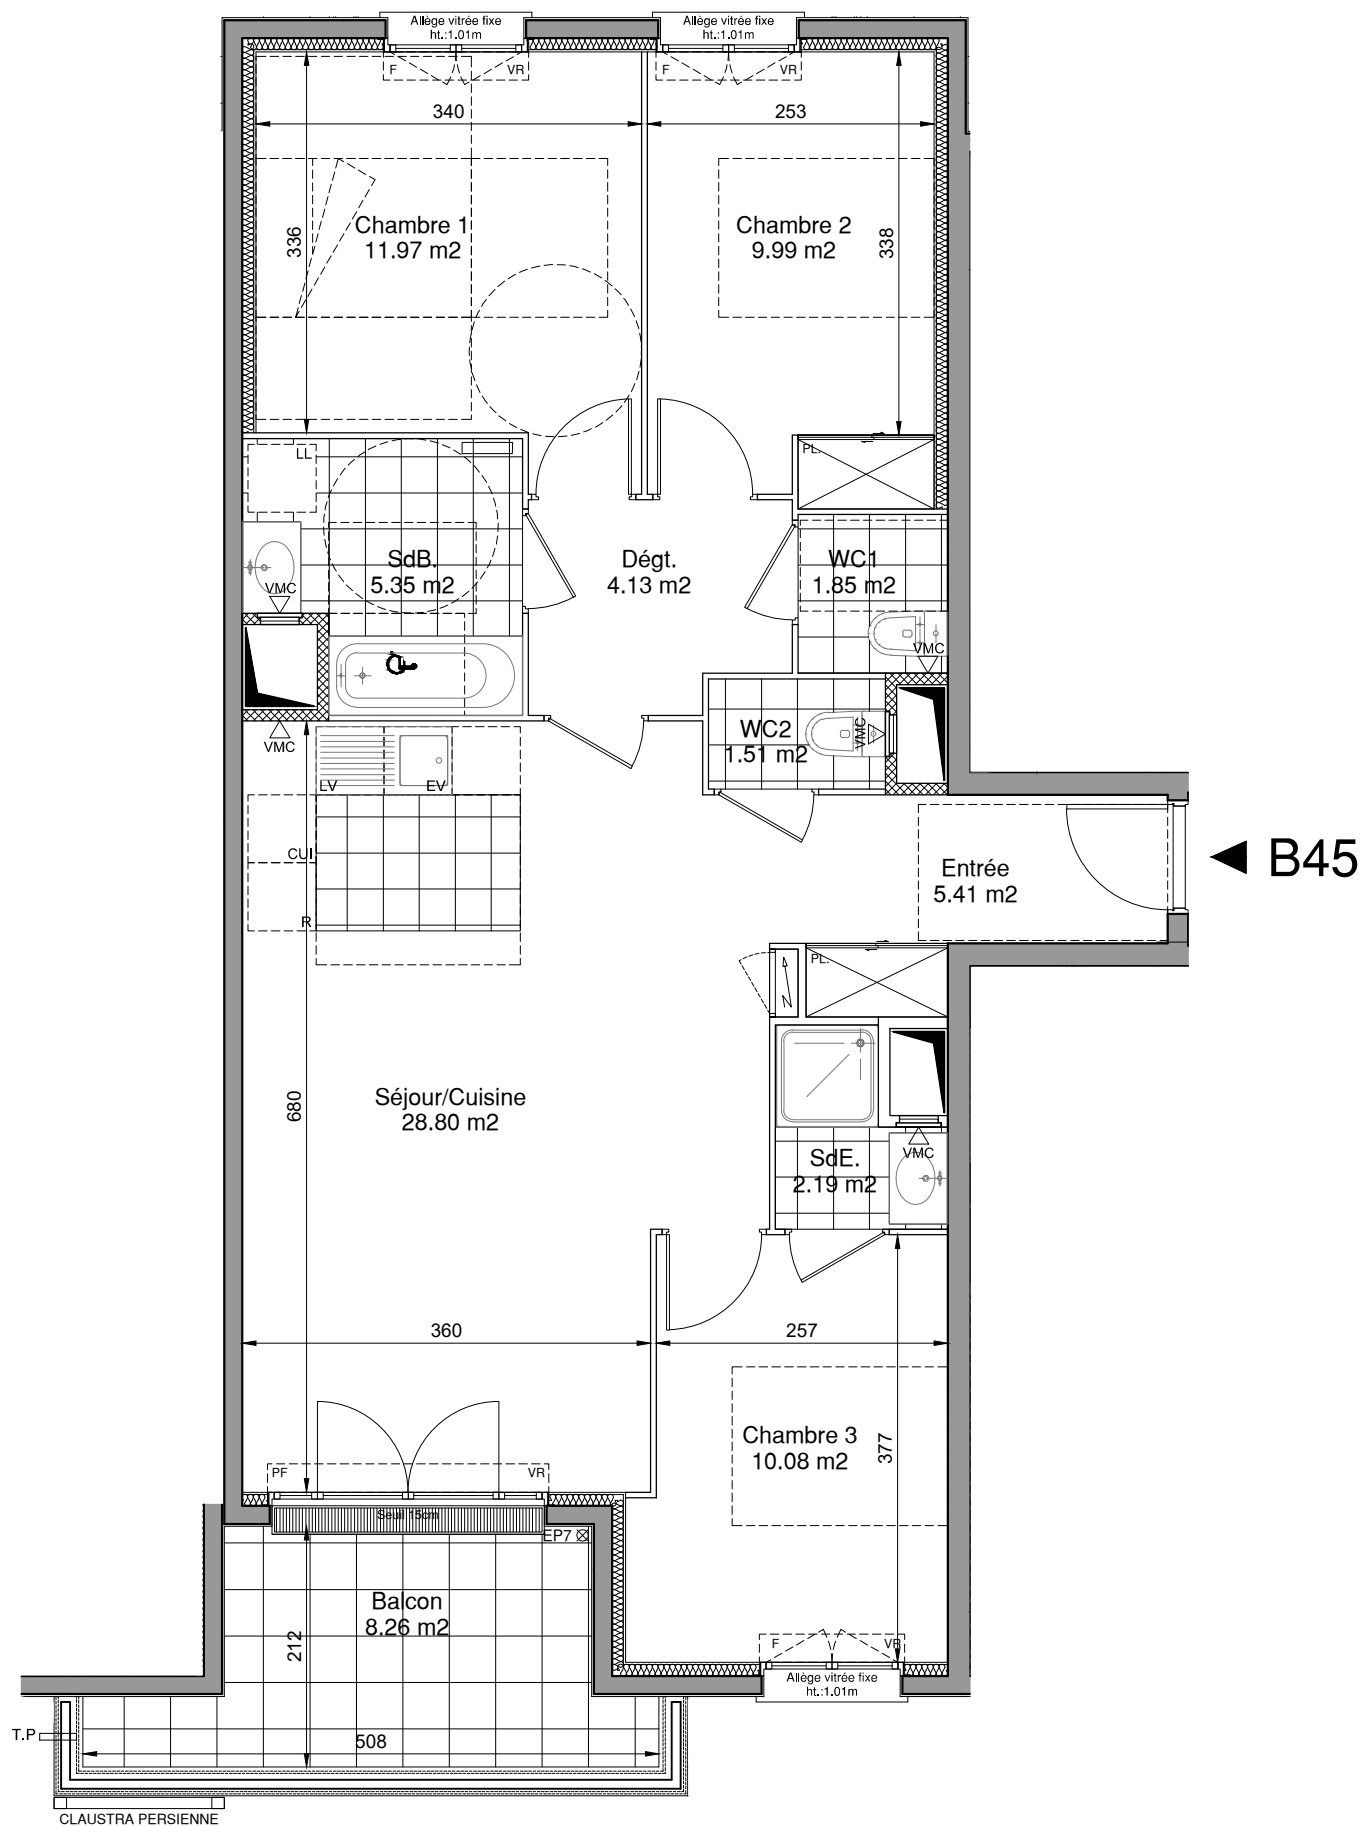 Allège vitrée fixe
ht.:1.01m
Allège vitrée fixe
ht.:1.01m
F
VR
F
VR
340
253
336
Chambre 1
11.97 m2
Chambre 2
9.99 m2
338
LL
PL.
SdB.
5.35 m2
VMC
Dégt.
4.13 m2
WC1
1.85 m2
VMC
VMC
WC2
1.51 m2
VMC
LV
EV
CUI
R
Entrée
5.41 m2
B45
PL.
680
Séjour/Cuisine
28.80 m2
VMC
SdE.
2.19 m2
360
257
Chambre 3
10.08 m2
377
PF
VR
Seuil 15cm
EP7
Balcon
8.26 m2
212
F
VR
Allège vitrée fixe
ht.:1.01m
T.P
508
CLAUSTRA PERSIENNE